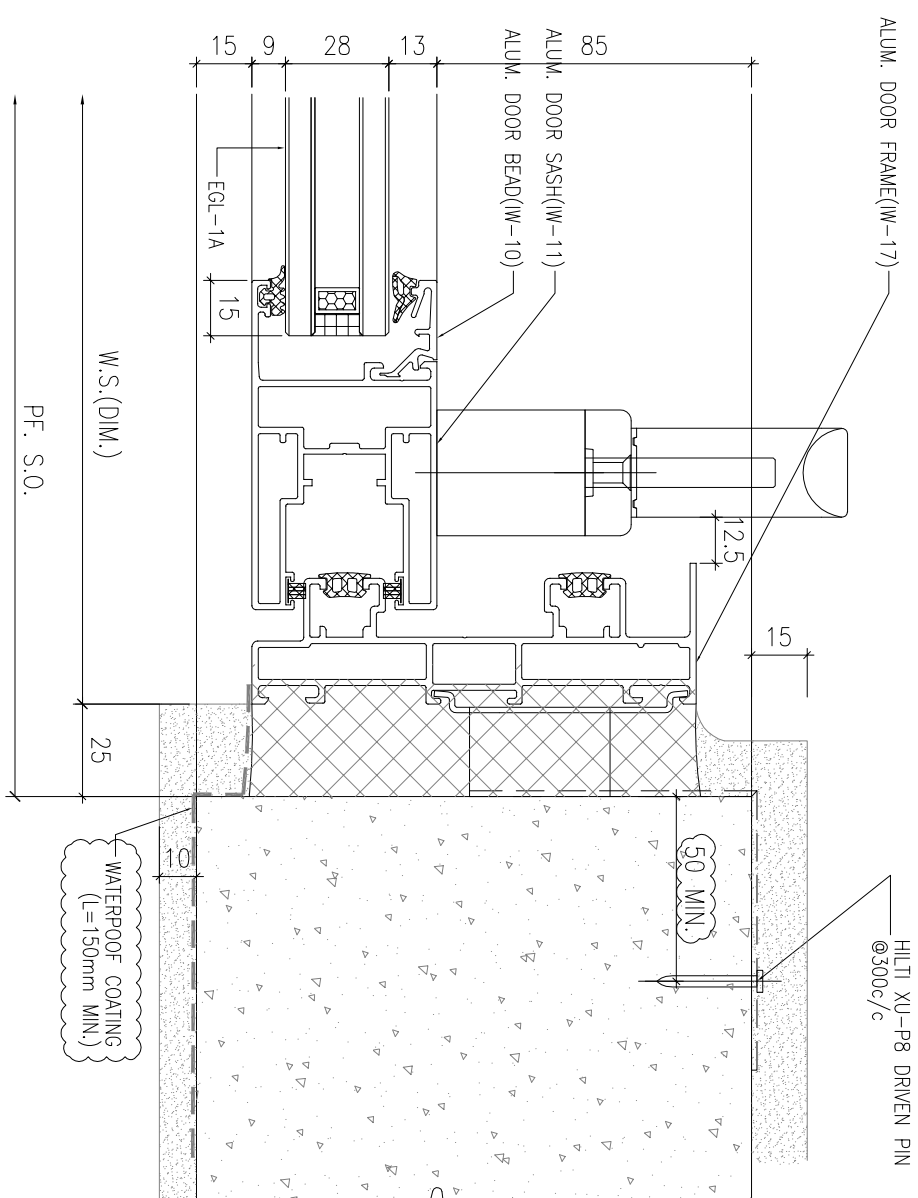 15
9
28
13
85
ALUM. DOOR FRAME(IW-17)
ALUM. DOOR SASH(IW-11)
ALUM. DOOR BEAD(IW-10)
EGL-1A
15
12.5
15
W.S.(DIM.)
PF. S.O.
25
10
50 MIN.
WATERPOOF COATING
(L=150mm MIN.)
HILTI XU-P8 DRIVEN PIN
@300c/c